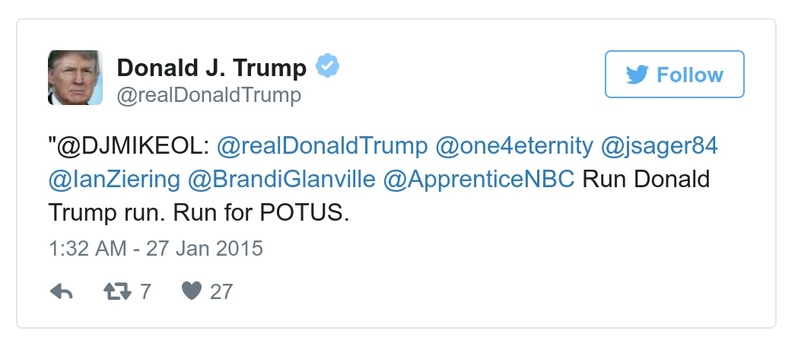 Donald J. Trump
Follow
@realDonaldTrump
"@DJMIKEOL: @realDonaldTrump @one4eternity @jsager84
@IanZiering @BrandiGlanville @ApprenticeNBC Run Donald
Trump run. Run for POTUS.
1:32 AM - 27 Jan 2015
7 27